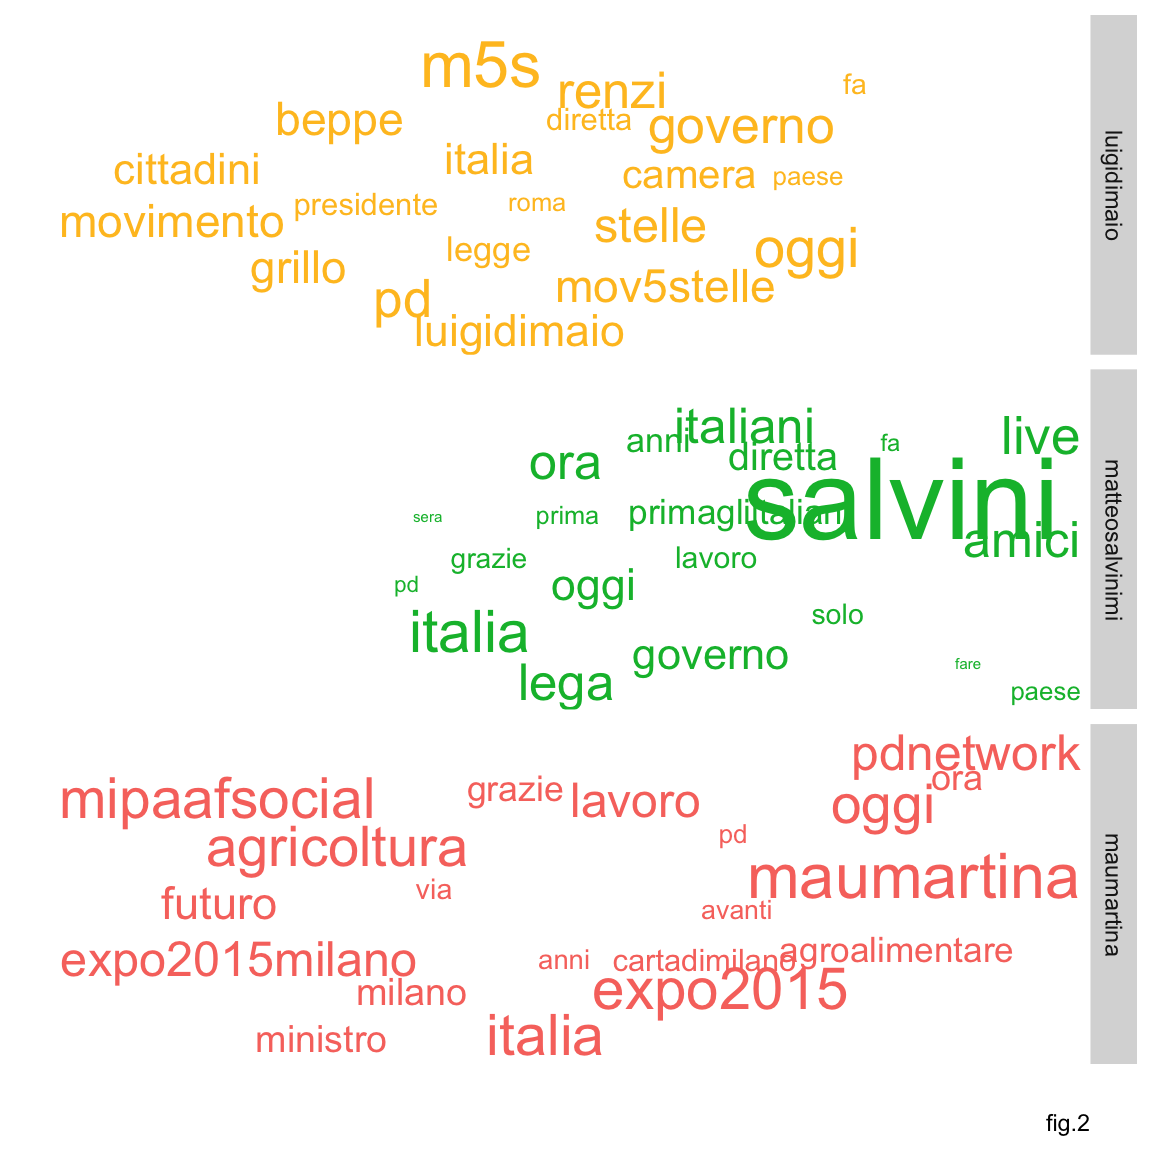 m5s
renzi
fa
beppe
diretta
governo
italia
cittadini
camera
paese
presidente
roma
movimento
stelle
legge
oggi
grillo
mov5stelle
pd
luigidimaio
luigidimaio
italiani
live
anni
fa
diretta
ora
salvini
primagliitaliani
prima
sera
amici
grazie
lavoro
pd
oggi
solo
italia
governo
fare
lega
paese
matteosalvinimi
pdnetwork
ora
grazie
mipaafsocial
lavoro
oggi
pd
agricoltura
maumartina
via
futuro
avanti
agroalimentare
expo2015milano
anni
cartadimilano
milano
expo2015
italia
ministro
maumartina
fig.2